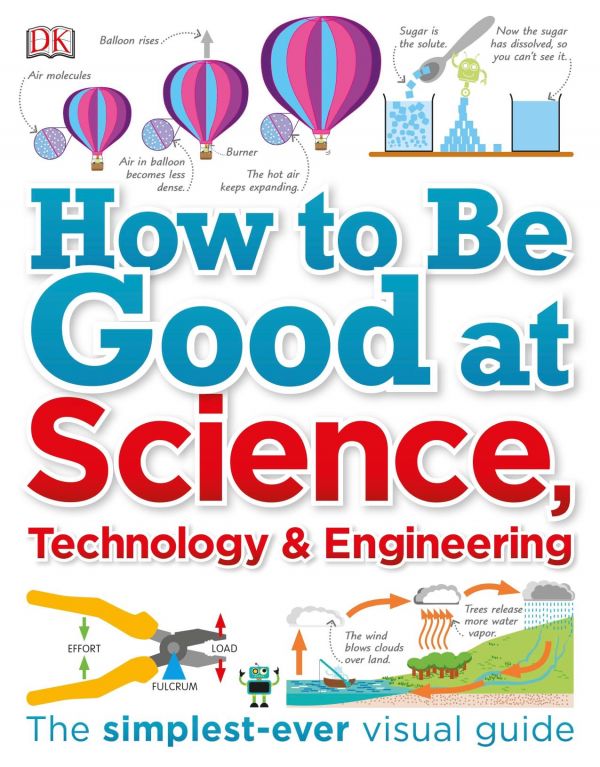 DK
Balloon rises
Air molecules
Air in balloon
becomes less
dense.
Burner
The hot air
keeps expanding.
Sugar is
the solute.
Now the sugar
has dissolved, so
you can't see it.
How to Be
Good at
Science,
Technology & Engineering
EFFORT
LOAD
FULCRUM
The wind
blows clouds
over land.
Trees release
more water
vapor.
The simplest-ever visual guide